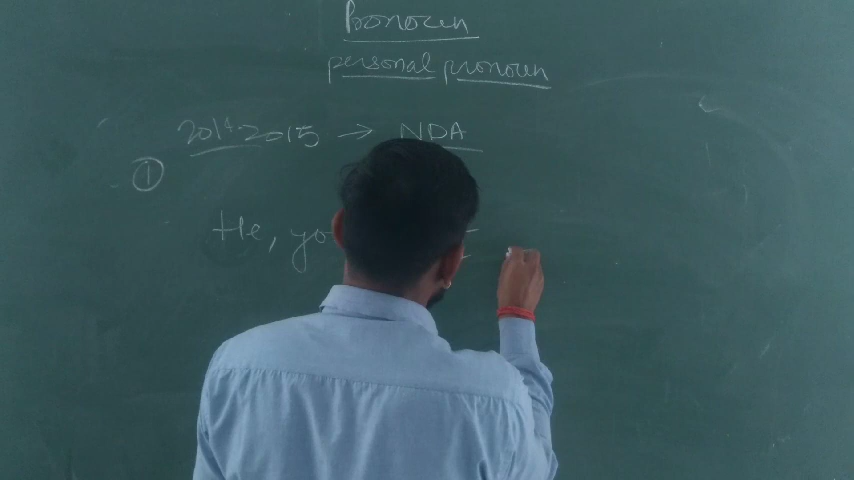 Pronoun
personal pronoun
2014-2015 → NDA
①
He, yo